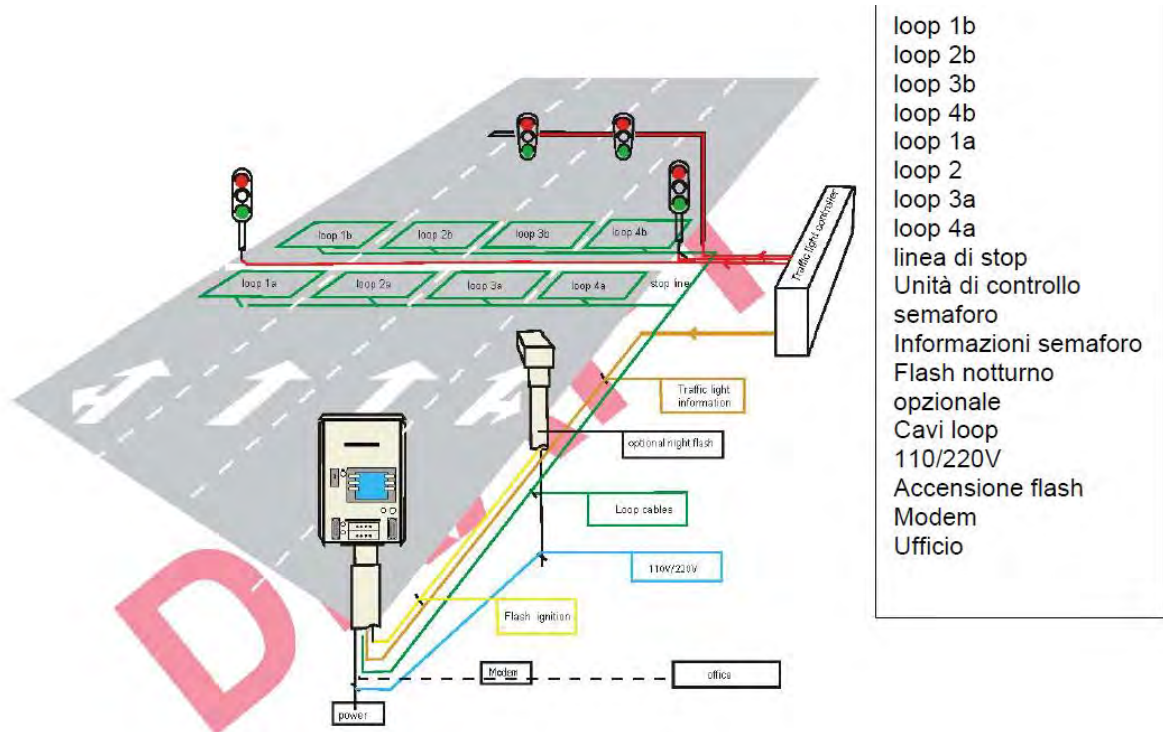 loop 1b
loop 2b
loop 3b
loop 4b
Traffic light controller
loop 1a
loop 2a
loop 3a
loop 4a
stop line
Traffic light
information
optional night flash
Loop cables
110V/220V
Flash ignition
Modem
office
power
D
loop 1b
loop 2b
loop 3b
loop 4b
loop 1a
loop 2
loop 3a
loop 4a
linea di stop
Unità di controllo
semaforo
Informazioni semaforo
Flash notturno
opzionale
Cavi loop
110/220V
Accensione flash
Modem
Ufficio